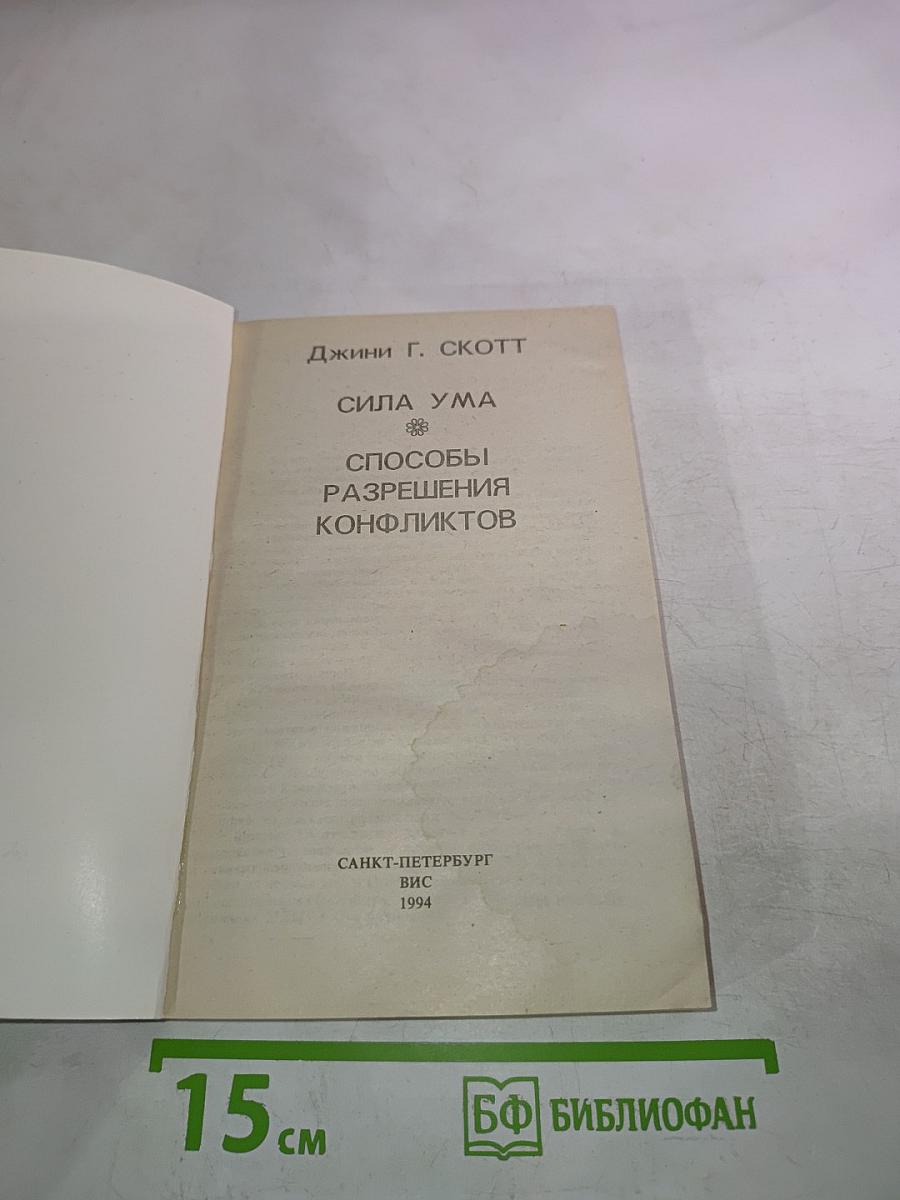 Джини Г. СКОТТ
СИЛА УМА
СПОСОБЫ
РАЗРЕШЕНИЯ
КОНФЛИКТОВ
САНКТ-ПЕТЕРБУРГ
ВИС
1994
15 см
БФ БИБЛИОФАН